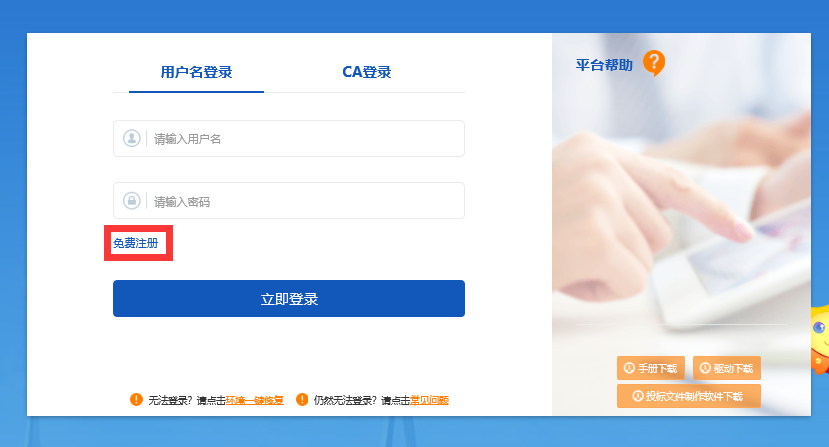 用户名登录 CA登录
请输入用户名
请输入密码
免费注册
立即登录
无法登录？请点击环境一键修复 仍然无法登录？请点击常见问题
平台帮助 ?
手册下载 驱动下载
投标文件制作软件下载